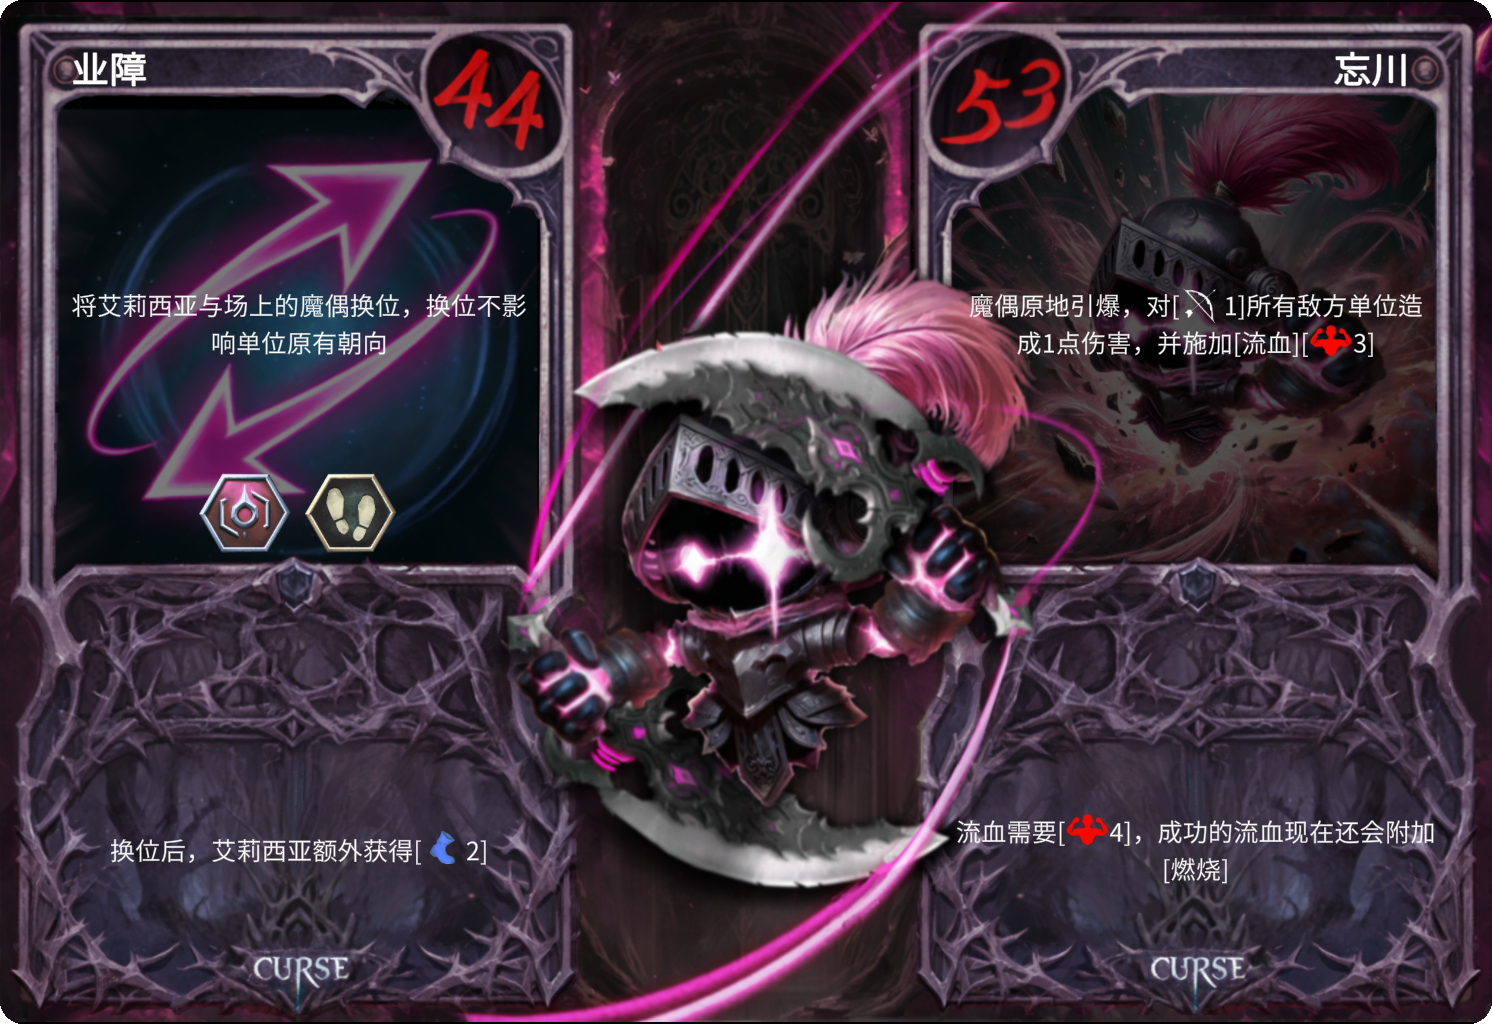 业障
44
将艾莉西亚与场上的魔偶换位，换位不影
响单位原有朝向
换位后，艾莉西亚额外获得[ 2]
CURSE
忘川
53
魔偶原地引爆，对[ 1]所有敌方单位造
成1点伤害，并施加[流血][ 3]
流血需要[ 4]，成功的流血现在还会附加
[燃烧]
CURSE